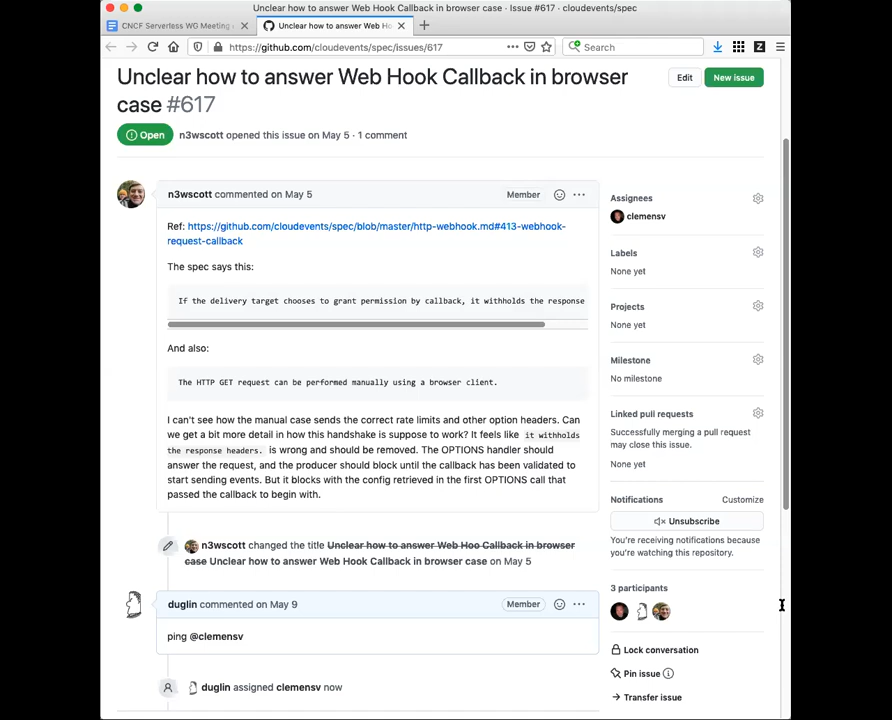 Unclear how to answer Web Hook Callback in browser case · Issue #617 · cloudevents/spec
CNCF Serverless WG Meeting -
Unclear how to answer Web Ho
https://github.com/cloudevents/spec/issues/617
Search
Unclear how to answer Web Hook Callback in browser
case #617
Edit
New issue
Open
n3wscott opened this issue on May 5 · 1 comment
n3wscott commented on May 5
Member
Ref: https://github.com/cloudevents/spec/blob/master/http-webhook.md#413-webhook-
request-callback
The spec says this:
If the delivery target chooses to grant permission by callback, it withholds the response
And also:
The HTTP GET request can be performed manually using a browser client.
I can't see how the manual case sends the correct rate limits and other option headers. Can
we get a bit more detail in how this handshake is suppose to work? It feels like it withholds
the response headers. is wrong and should be removed. The OPTIONS handler should
answer the request, and the producer should block until the callback has been validated to
start sending events. But it blocks with the config retrieved in the first OPTIONS call that
passed the callback to begin with.
n3wscott changed the title Unclear how to answer Web Hoo Callback in browser
case Unclear how to answer Web Hook Callback in browser case on May 5
duglin commented on May 9
Member
ping @clemensv
duglin assigned clemensv now
Assignees
clemensv
Labels
None yet
Projects
None yet
Milestone
No milestone
Linked pull requests
Successfully merging a pull request
may close this issue.
None yet
Notifications
Customize
Unsubscribe
You're receiving notifications because
you're watching this repository.
3 participants
Lock conversation
Pin issue
Transfer issue